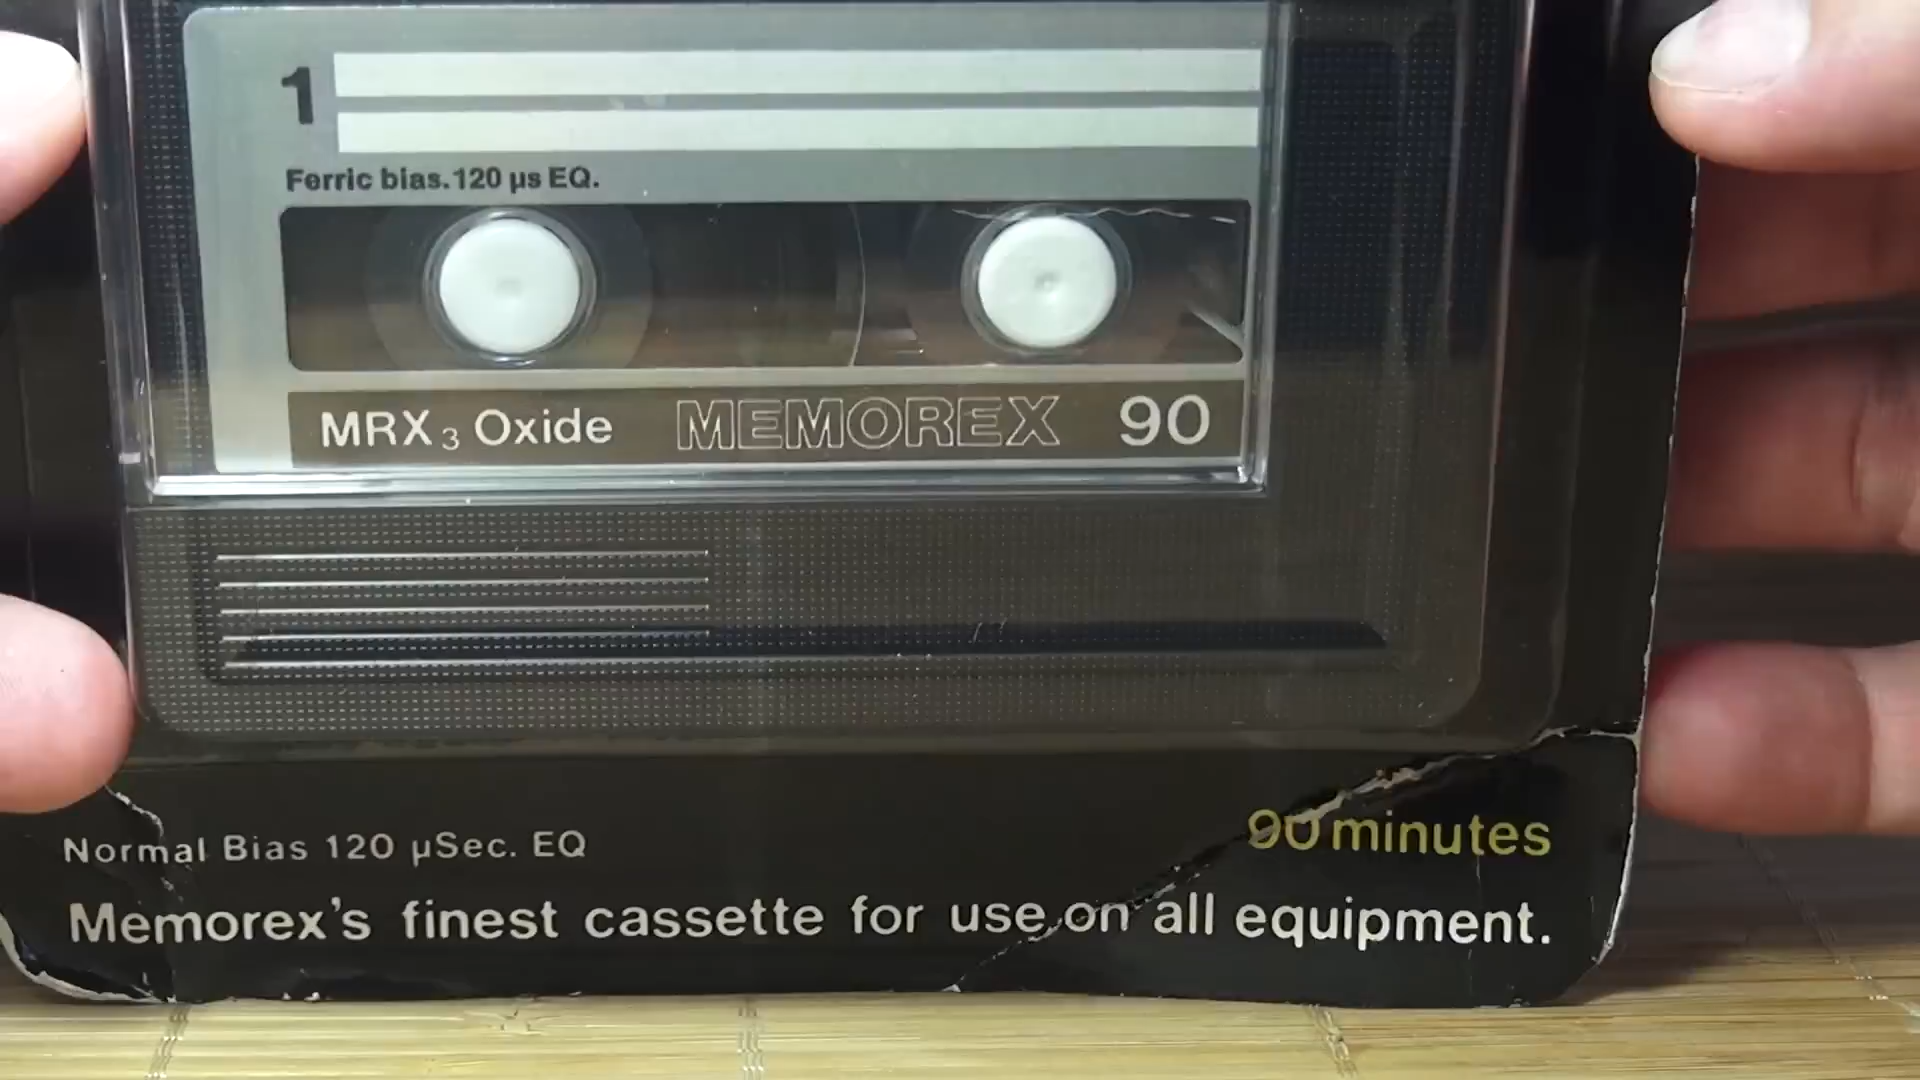 1
Ferric bias. 120 µs EQ.
MRX3 Oxide MEMOREX 90
Normal Bias 120 µSec. EQ
90 minutes
Memorex's finest cassette for use on all equipment.